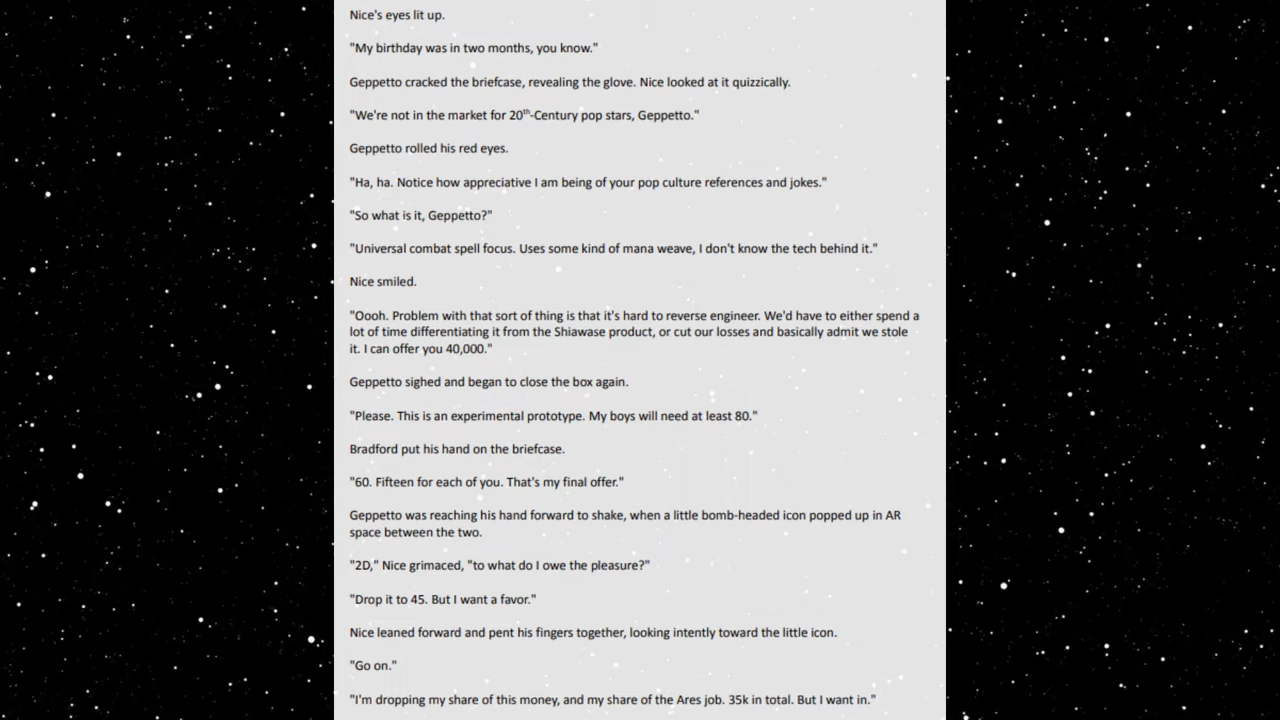 Nice's eyes lit up.
"My birthday was in two months, you know."
Geppetto cracked the briefcase, revealing the glove. Nice looked at it quizzically.
"We're not in the market for 20th-Century pop stars, Geppetto."
Geppetto rolled his red eyes.
"Ha, ha. Notice how appreciative I am being of your pop culture references and jokes."
"So what is it, Geppetto?"
"Universal combat spell focus. Uses some kind of mana weave, I don't know the tech behind it."
Nice smiled.
"Oooh. Problem with that sort of thing is that it's hard to reverse engineer. We'd have to either spend a
lot of time differentiating it from the Shiawase product, or cut our losses and basically admit we stole
it. I can offer you 40,000."
Geppetto sighed and began to close the box again.
"Please. This is an experimental prototype. My boys will need at least 80."
Bradford put his hand on the briefcase.
"60. Fifteen for each of you. That's my final offer."
Geppetto was reaching his hand forward to shake, when a little bomb-headed icon popped up in AR
space between the two.
"2D," Nice grimaced, "to what do I owe the pleasure?"
"Drop it to 45. But I want a favor."
Nice leaned forward and pent his fingers together, looking intently toward the little icon.
"Go on."
"I'm dropping my share of this money, and my share of the Ares job. 35k in total. But I want in."